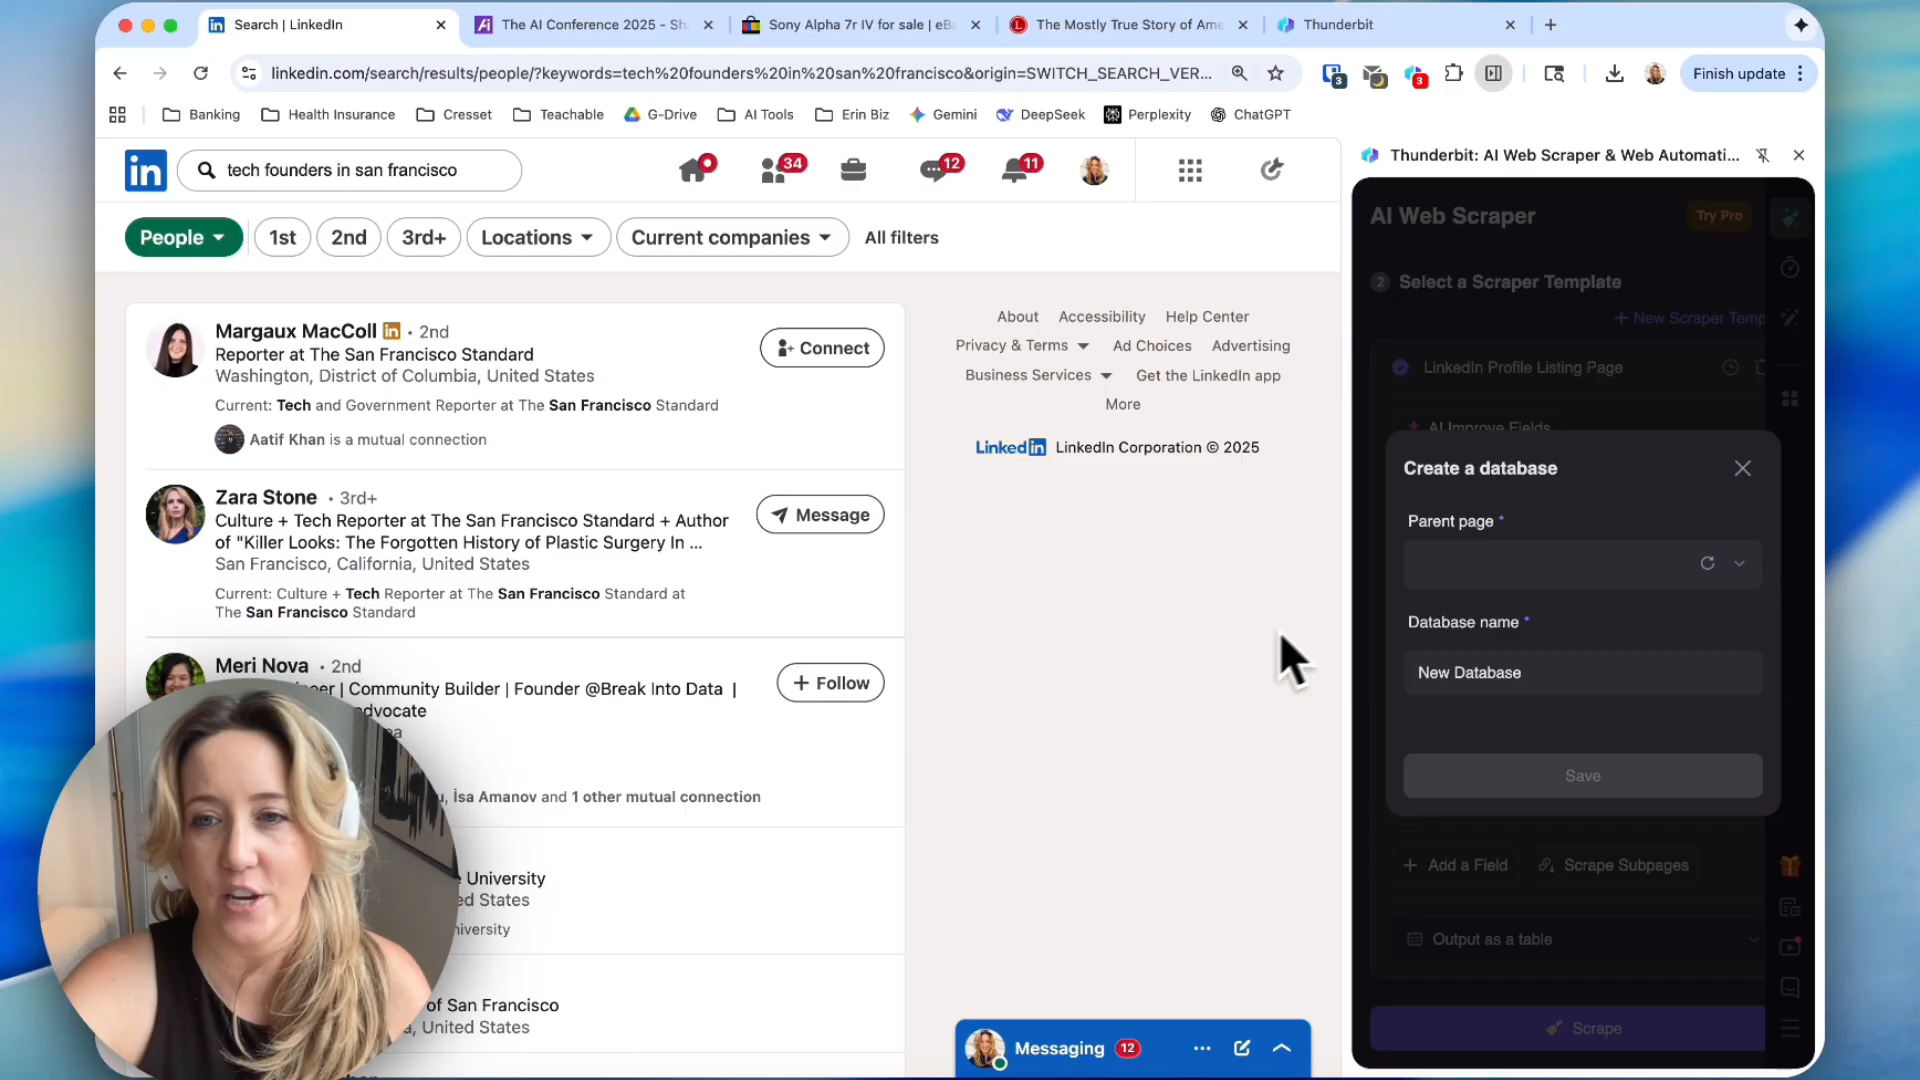 Search | LinkedIn
The AI Conference 2025 - Sh
Sony Alpha 7r IV for sale | eB
The Mostly True Story of Ame
Thunderbit
linkedin.com/search/results/people/?keywords=tech%20founders%20in%20san%20francisco&origin=SWITCH_SEARCH_VER...
3
3
Finish update
Banking
Health Insurance
Cresset
Teachable
G-Drive
AI Tools
Erin Biz
Gemini
DeepSeek
Perplexity
ChatGPT
in
tech founders in san francisco
34
12
11
People
1st
2nd
3rd+
Locations
Current companies
All filters
Margaux MacColl in • 2nd
Reporter at The San Francisco Standard
Washington, District of Columbia, United States
Current: Tech and Government Reporter at The San Francisco Standard
Aatif Khan is a mutual connection
Connect
Zara Stone • 3rd+
Culture + Tech Reporter at The San Francisco Standard + Author
of "Killer Looks: The Forgotten History of Plastic Surgery In ...
San Francisco, California, United States
Current: Culture + Tech Reporter at The San Francisco Standard at
The San Francisco Standard
Message
Meri Nova • 2nd
| Community Builder | Founder @Break Into Data |
Follow
İsa Amanov and 1 other mutual connection
University
States
of San Francisco
, United States
About
Accessibility
Help Center
Privacy & Terms
Ad Choices
Advertising
Business Services
Get the LinkedIn app
More
Linkedin LinkedIn Corporation © 2025
Messaging 12
Thunderbit: AI Web Scraper & Web Automati...
AI Web Scraper
Try Pro
2 Select a Scraper Template
+ New Scraper Temp
LinkedIn Profile Listing Page
AI Improve Fields
Create a database
Parent page *
Database name *
New Database
Save
+ Add a Field
Scrape Subpages
Output as a table
Scrape